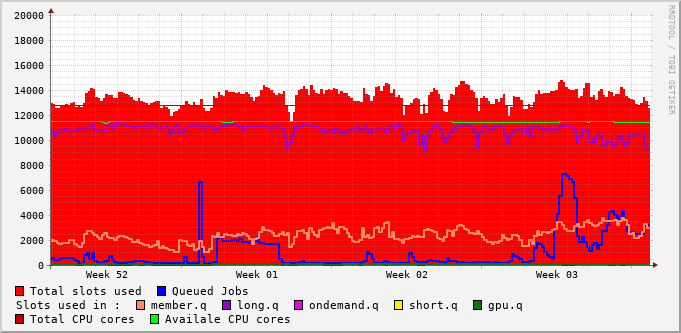 20000
18000
16000
14000
12000
10000
8000
6000
4000
2000
0
Week 52 Week 01 Week 02 Week 03
RRDTOOL / TOBI OETIKER
Total slots used Queued Jobs
Slots used in : member.q long.q ondemand.q short.q gpu.q
Total CPU cores Availale CPU cores